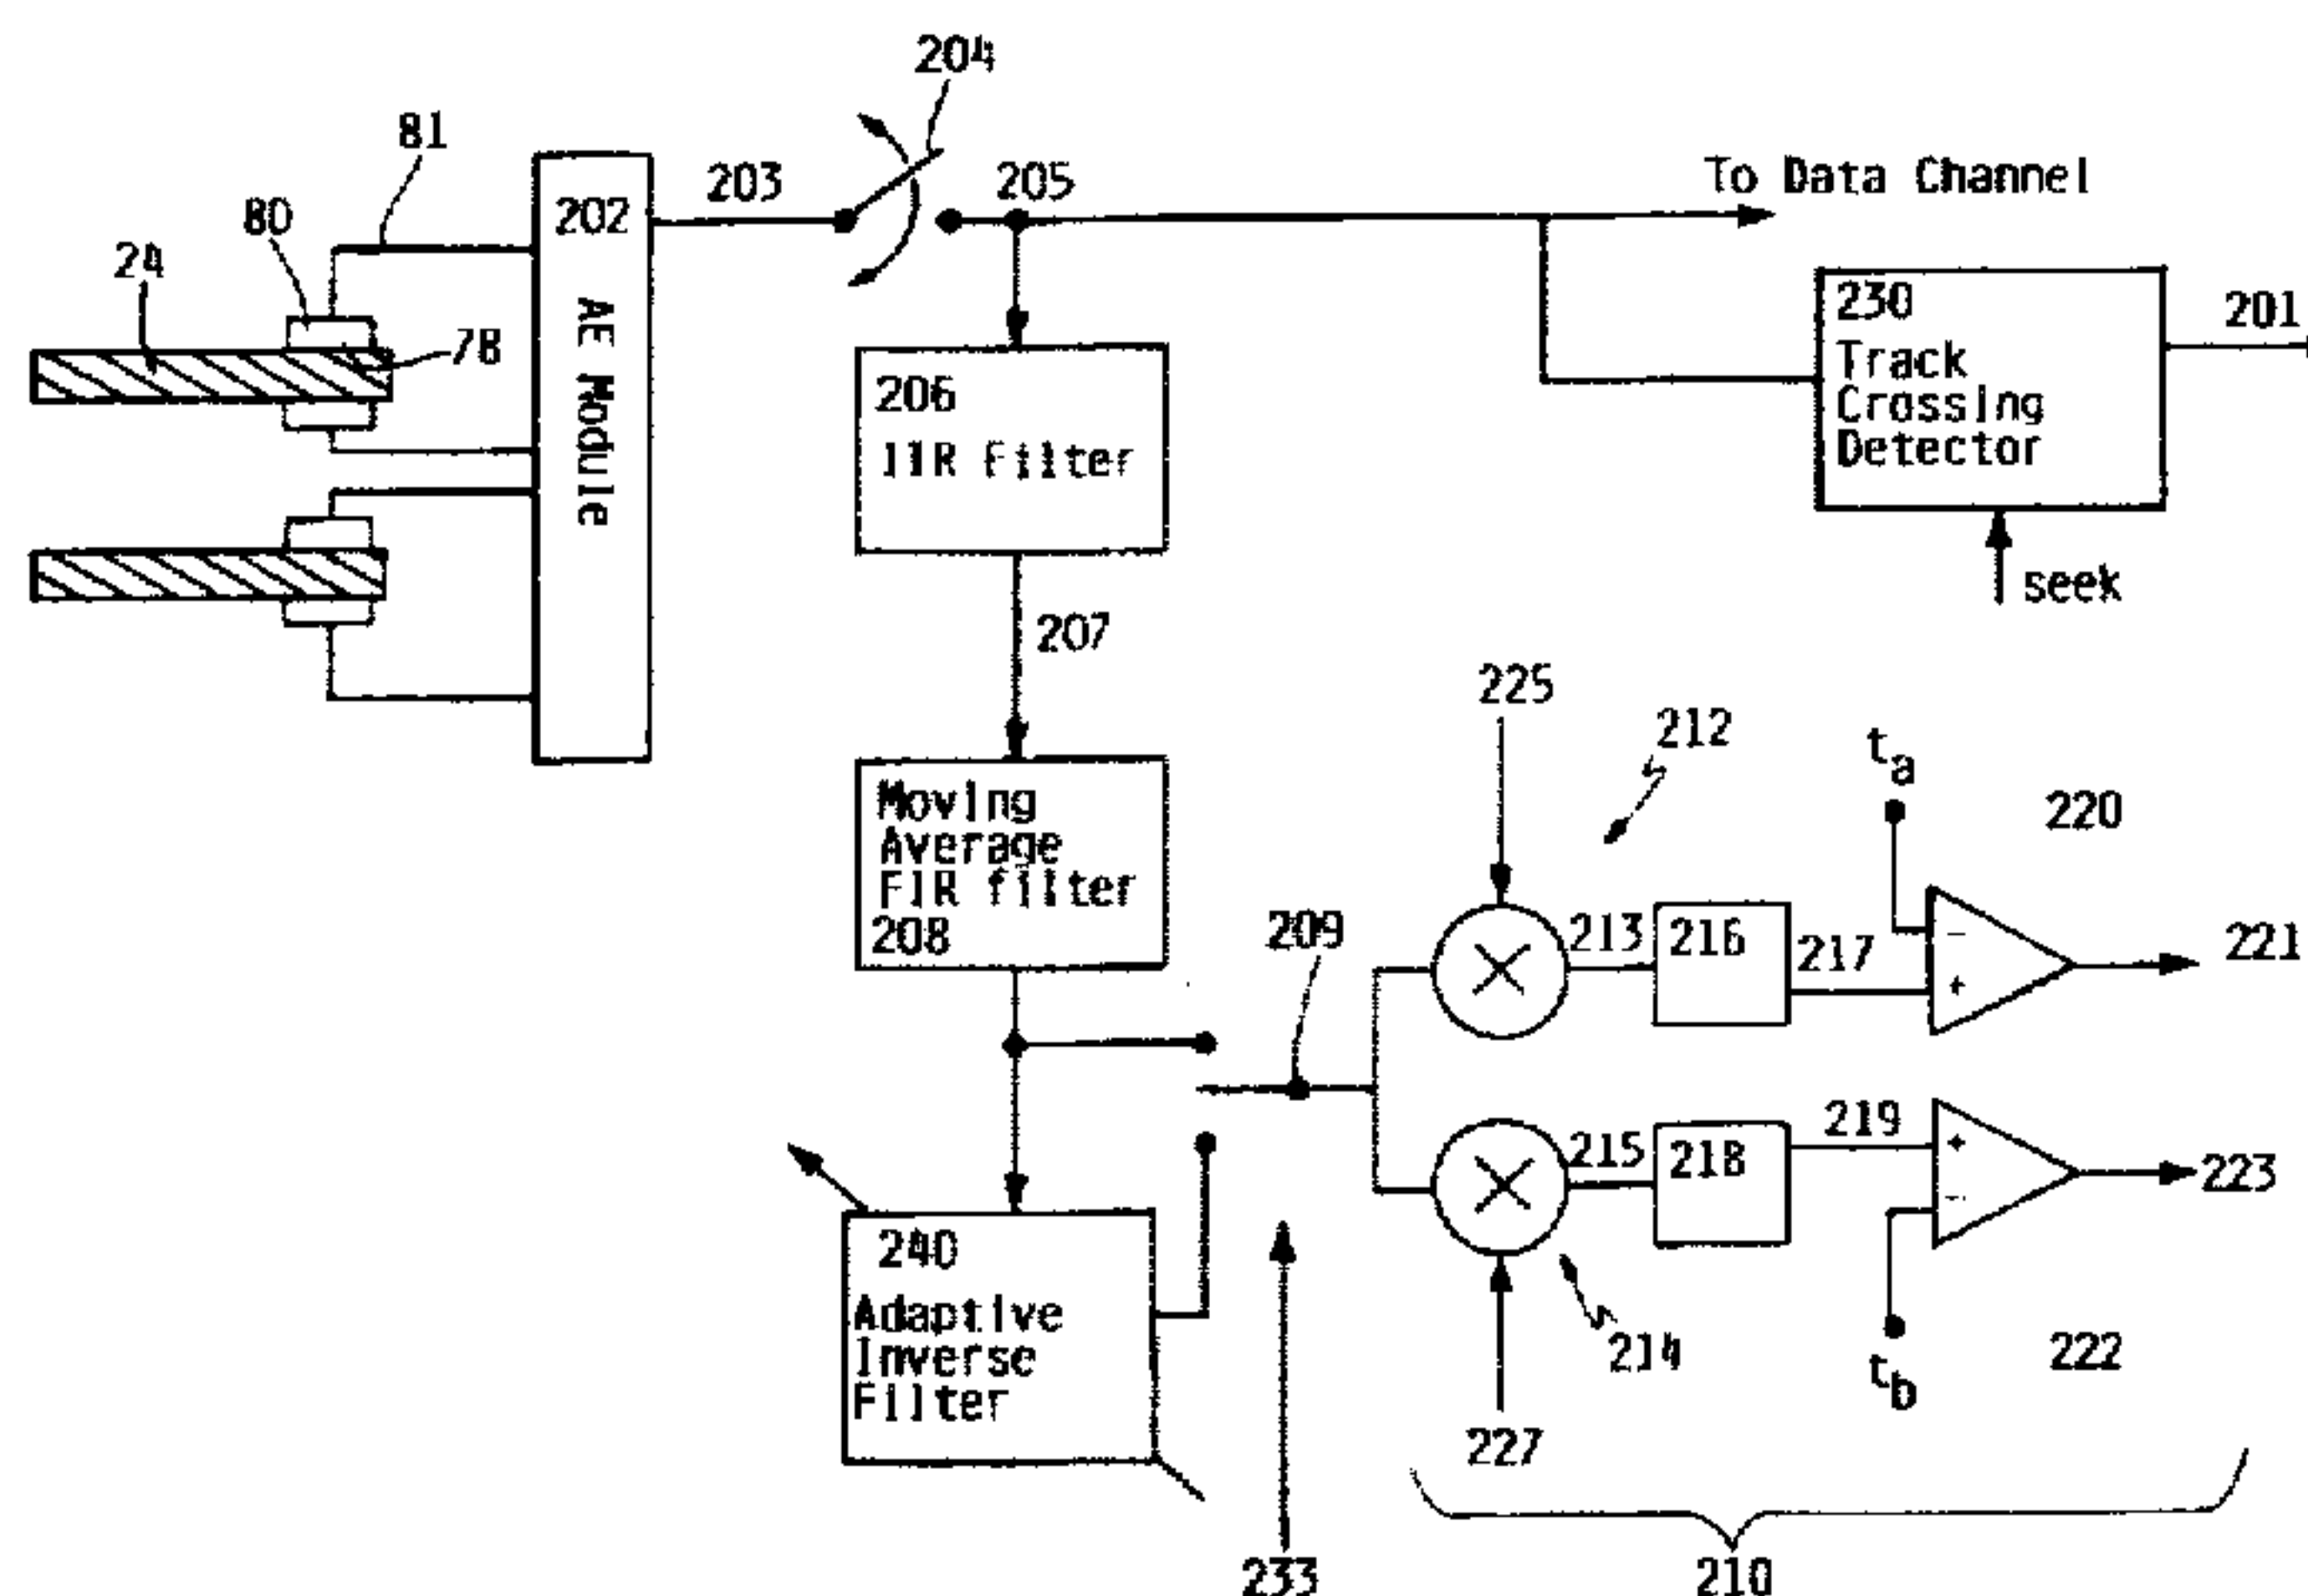 204
81
203
205
To Data Channel
80
202
24
AE Module
230
Track
Crossing
Detector
201
78
206
IIR Filter
seek
207
225
212
ta
220
Moving
Average
FIR filter
208
209
213
216
217
-
+
221
215
218
219
+
-
223
240
Adaptive
Inverse
Filter
214
tb
222
227
233
210